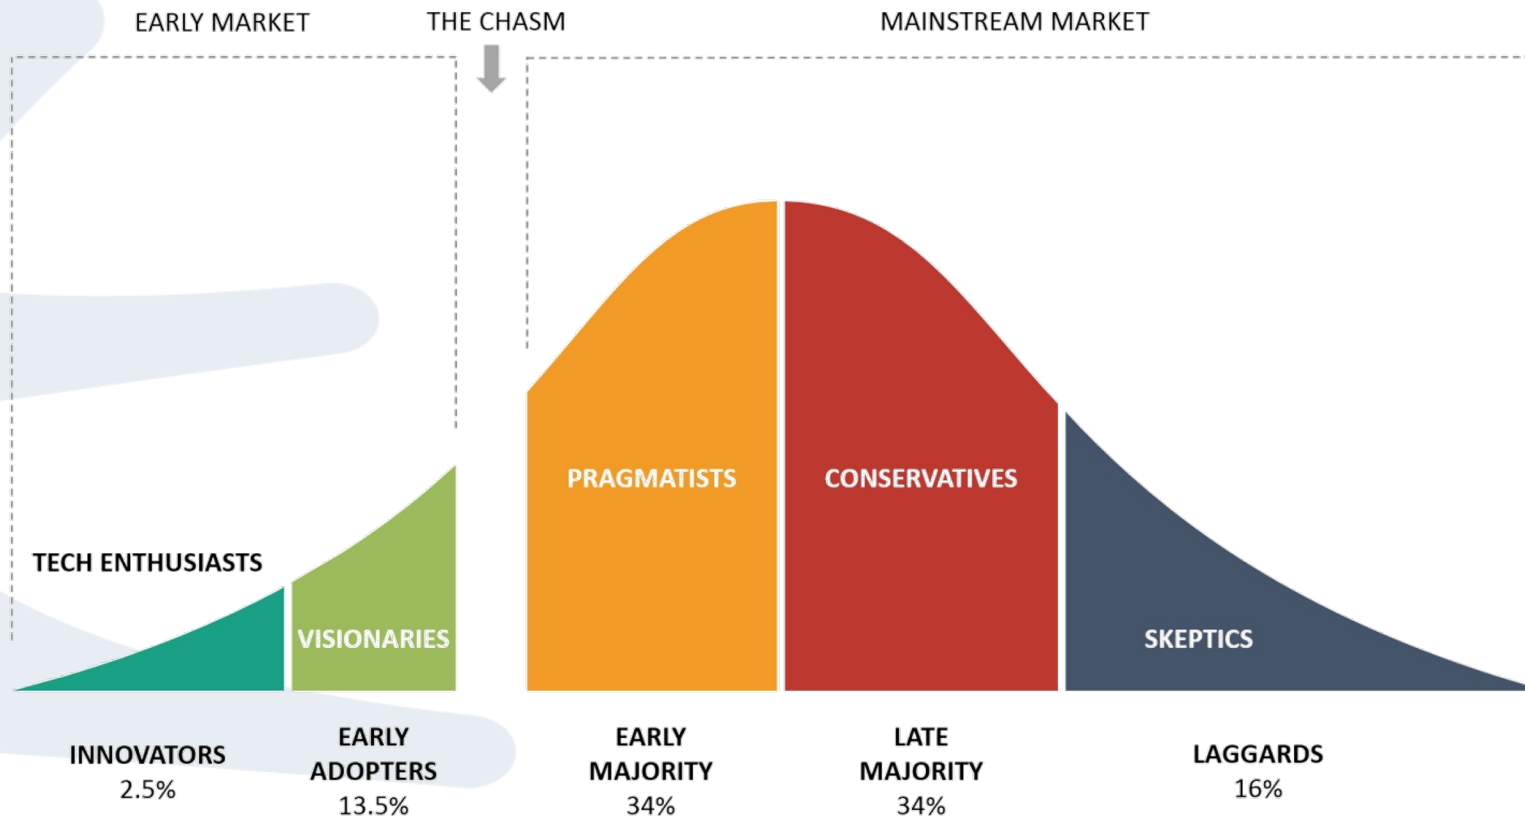 EARLY MARKET
THE CHASM
MAINSTREAM MARKET
TECH ENTHUSIASTS
VISIONARIES
PRAGMATISTS
CONSERVATIVES
SKEPTICS
INNOVATORS
2.5%
EARLY
ADOPTERS
13.5%
EARLY
MAJORITY
34%
LATE
MAJORITY
34%
LAGGARDS
16%